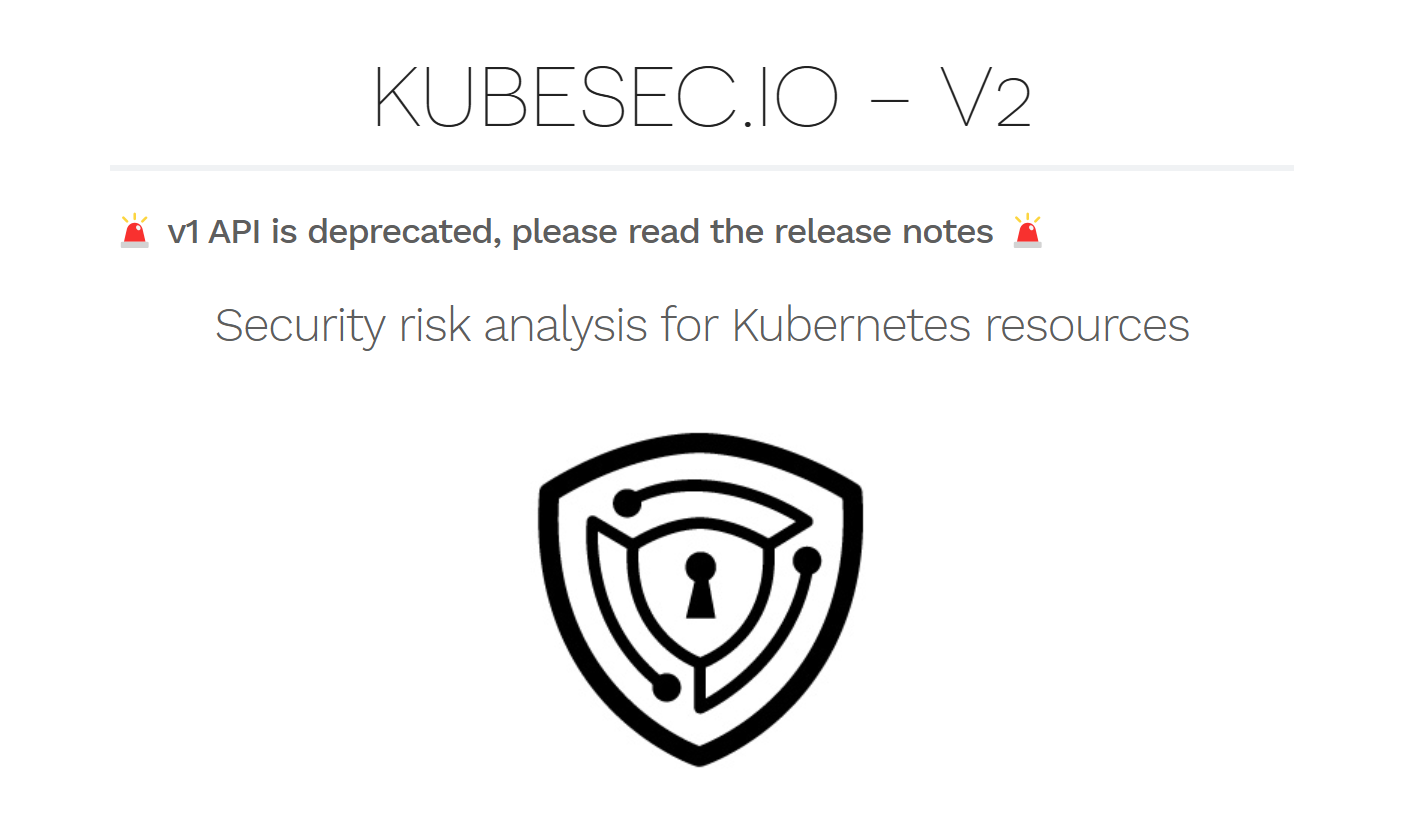 KUBESEC.IO – V2
🚨 v1 API is deprecated, please read the release notes 🚨
Security risk analysis for Kubernetes resources